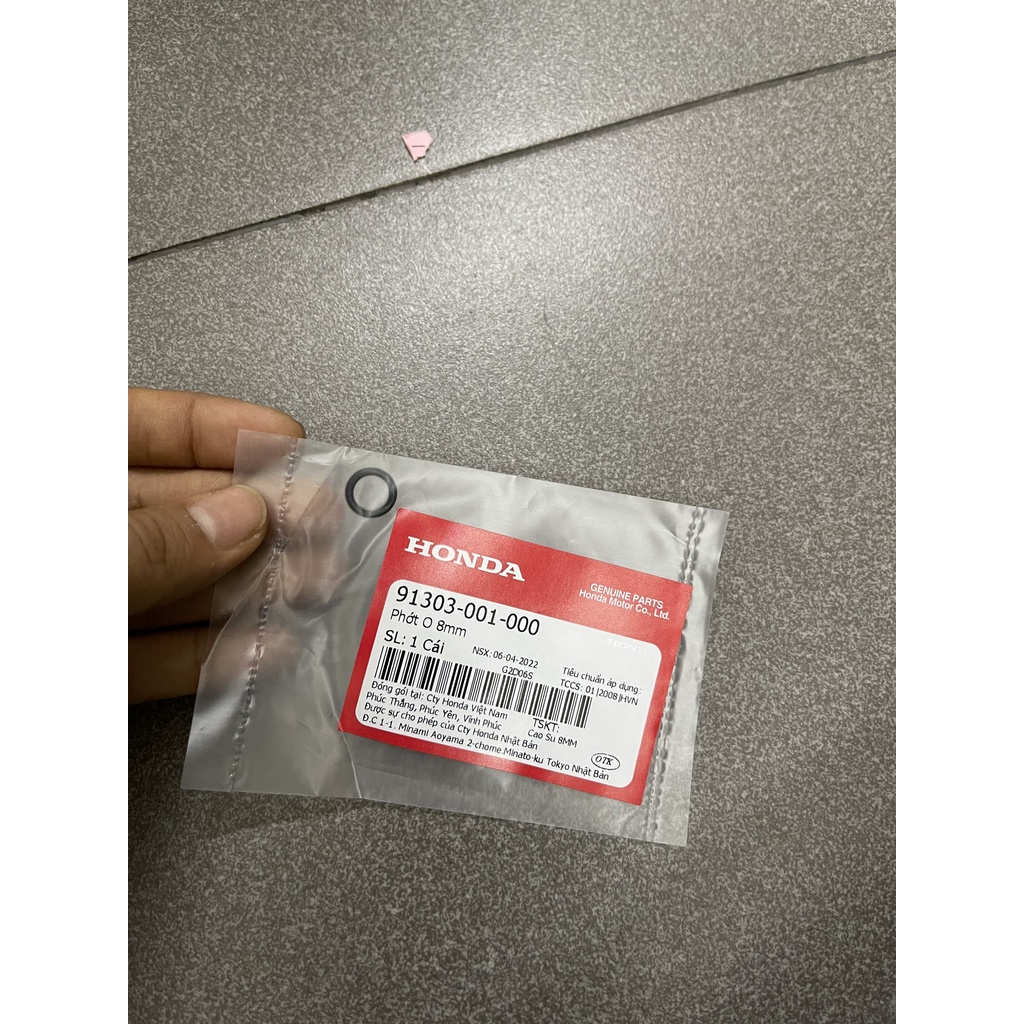 HONDA
GENUINE PARTS
Honda Motor Co., Ltd.
HONDA
91303-001-000
Phớt O 8mm
SL: 1 Cái
NSX: 06-04-2022
G2D06S
Tiêu chuẩn áp dụng:
TCCS: 01|2008|HVN
Đóng gói tại: Cty Honda Việt Nam
Phúc Thắng, Phúc Yên, Vĩnh Phúc
TSKT:
Cao Su 8MM
Được sự cho phép của Cty Honda Nhật Bản
Đ.C 1-1. Minami Aoyama 2-chome.Minato-ku Tokyo Nhật Bản
OTK